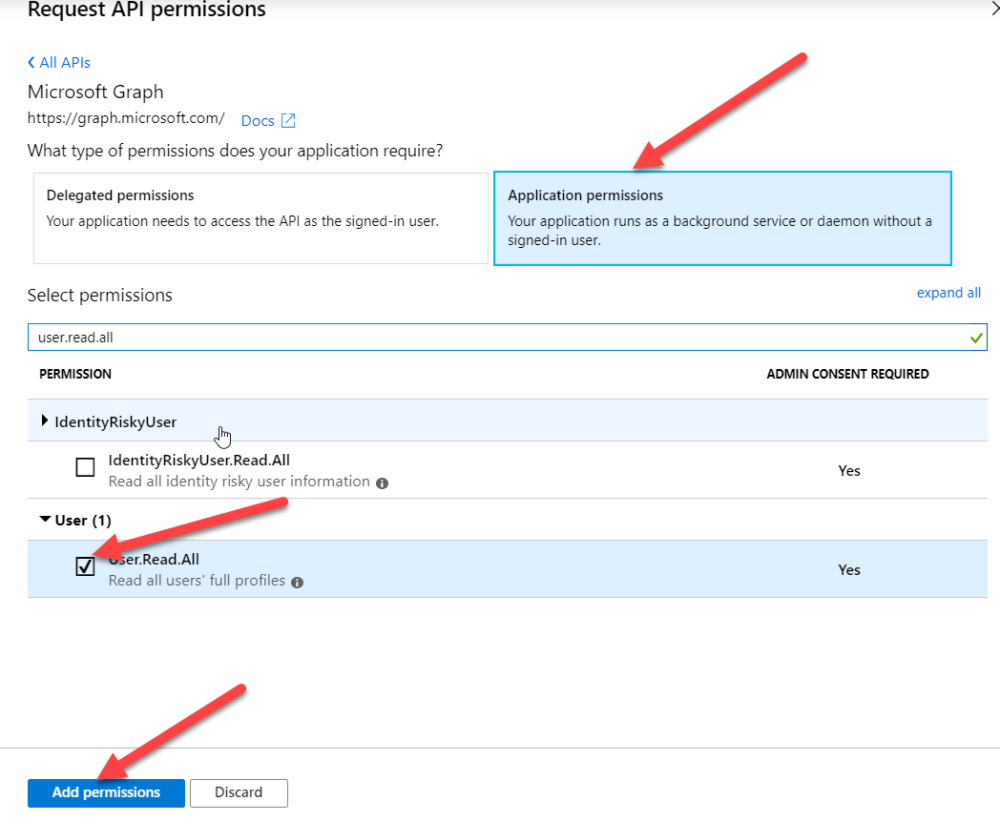 Request API permissions
All APIs
Microsoft Graph
https://graph.microsoft.com/ Docs
What type of permissions does your application require?
Delegated permissions
Your application needs to access the API as the signed-in user.
Application permissions
Your application runs as a background service or daemon without a
signed-in user.
Select permissions
expand all
user.read.all
PERMISSION
ADMIN CONSENT REQUIRED
IdentityRiskyUser
IdentityRiskyUser.Read.All
Read all identity risky user information
Yes
User (1)
User.Read.All
Read all users' full profiles
Yes
Add permissions
Discard